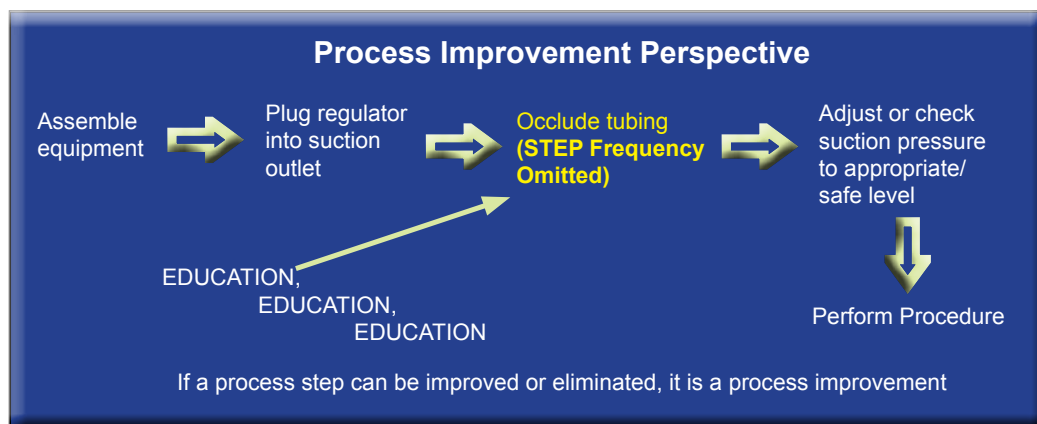 Process Improvement Perspective
Assemble
equipment
Plug regulator
into suction
outlet
Occlude tubing
(STEP Frequency
Omitted)
Adjust or check
suction pressure
to appropriate/
safe level
EDUCATION,
EDUCATION,
EDUCATION
Perform Procedure
If a process step can be improved or eliminated, it is a process improvement